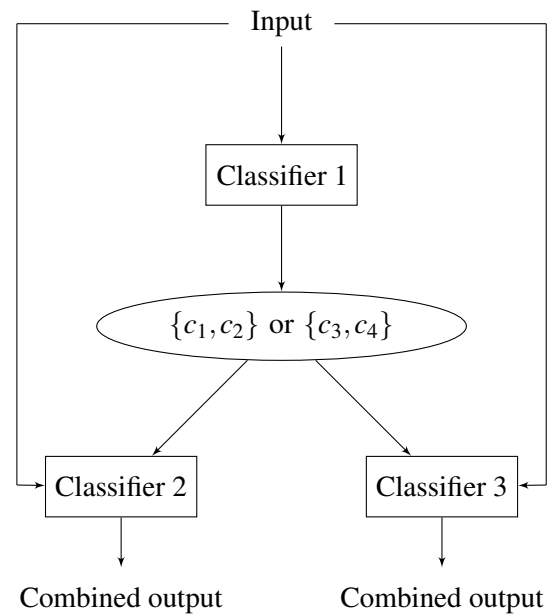 Input
Classifier 1
{c₁,c₂} or {c₃,c₄}
Classifier 2
Classifier 3
Combined output
Combined output